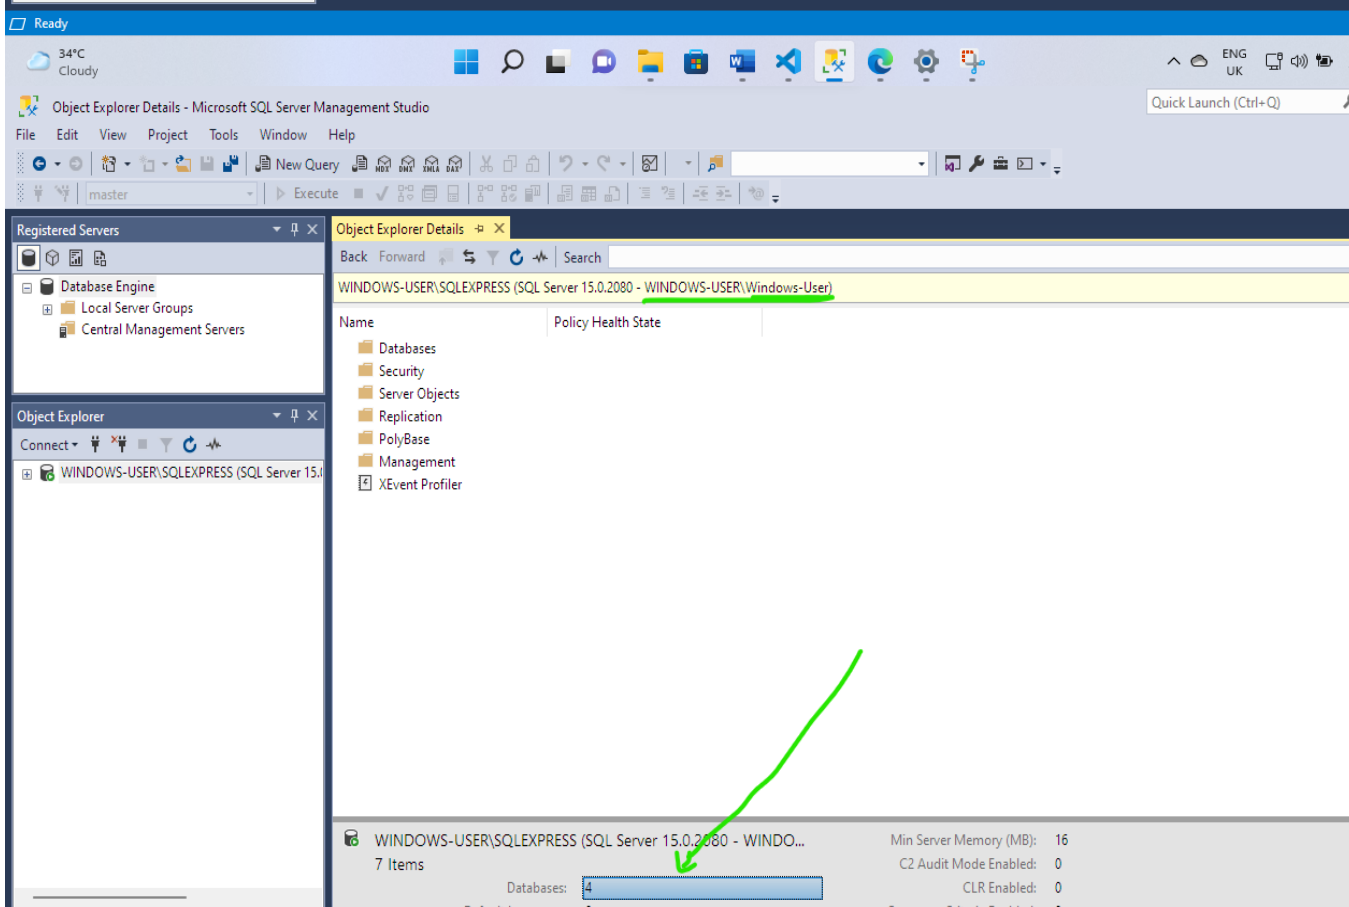 Ready
34°C
Cloudy
ENG
UK
Object Explorer Details - Microsoft SQL Server Management Studio
Quick Launch (Ctrl+Q)
File Edit View Project Tools Window Help
New Query MDX DMX XMLA DAX
master Execute
Registered Servers
Object Explorer Details
Back Forward Search
Database Engine
Local Server Groups
Central Management Servers
WINDOWS-USER\SQLEXPRESS (SQL Server 15.0.2080 - WINDOWS-USER\Windows-User)
Name Policy Health State
Databases
Security
Server Objects
Replication
PolyBase
Management
XEvent Profiler
Object Explorer
Connect
WINDOWS-USER\SQLEXPRESS (SQL Server 15.
WINDOWS-USER\SQLEXPRESS (SQL Server 15.0.2080 - WINDO...
7 Items
Databases: 4
Min Server Memory (MB): 16
C2 Audit Mode Enabled: 0
CLR Enabled: 0